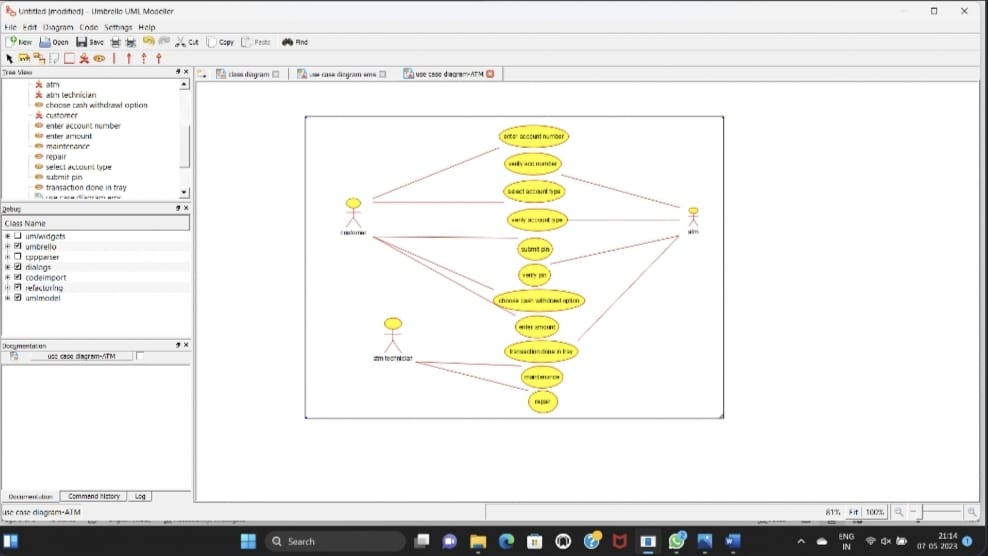 Untitled [modified] – Umbrello UML Modeller
File Edit Diagram Code Settings Help
New Open Save Cut Copy Paste Find
Tree View
class diagram use case diagram ems use case diagram-ATM
atm
atm technician
choose cash withdrawl option
customer
enter account number
enter amount
maintenance
repair
select account type
submit pin
transaction done in tray
use case diagram ems
Debug
Class Name
umlwidgets
umbrello
cppparser
dialogs
codeimport
refactoring
umlmodel
Documentation
use case diagram-ATM
Documentation Command history Log
enter account number
verify acc number
select account type
verify account type
submit pin
verify pin
choose cash withdrawl option
enter amount
transaction done in tray
maintenance
repair
customer
atm
atm technician
use case diagram-ATM
81% Fit 100%
Search
ENG
IN
21:14
07-05-2023
1